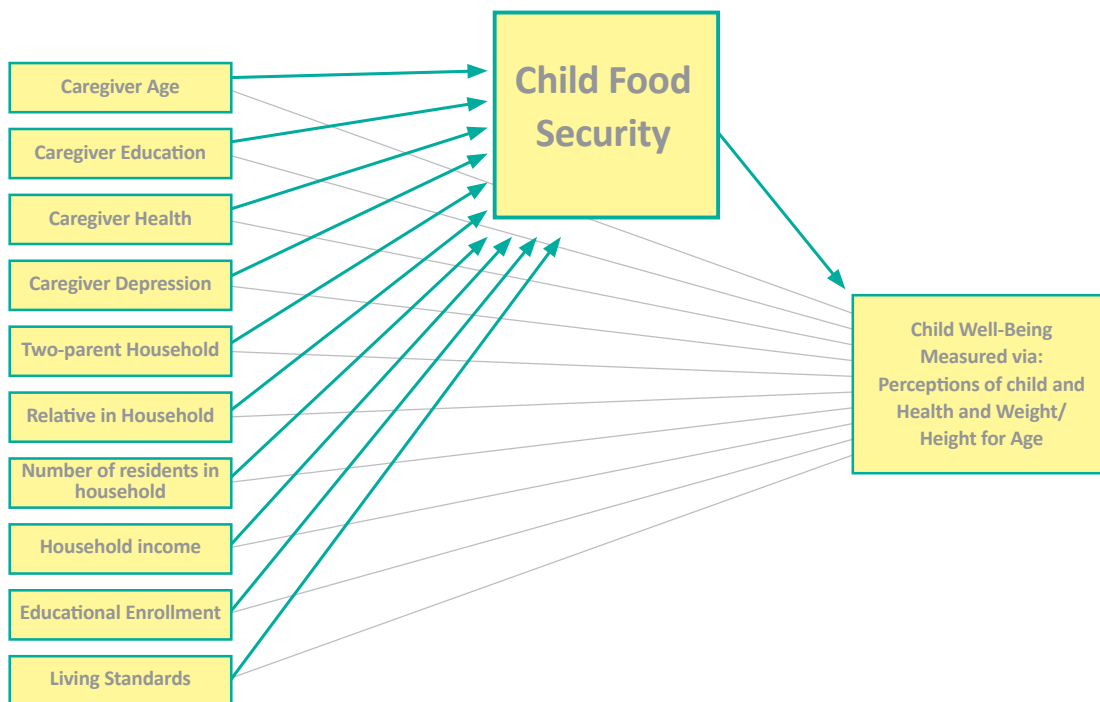 Child Food
Security
Caregiver Age
Caregiver Education
Caregiver Health
Caregiver Depression
Two-parent Household
Relative in Household
Number of residents in
household
Household income
Educational Enrollment
Living Standards
Child Well-Being
Measured via:
Perceptions of child and
Health and Weight/
Height for Age